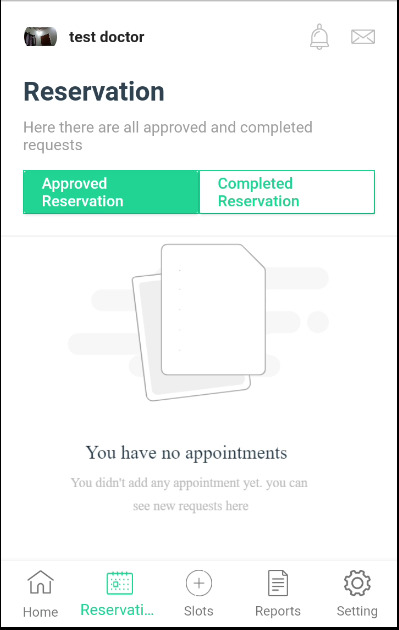 test doctor
Reservation
Here there are all approved and completed
requests
Approved
Reservation
Completed
Reservation
You have no appointments
You didn't add any appointment yet. you can
see new requests here
Home
Reservati...
Slots
Reports
Setting